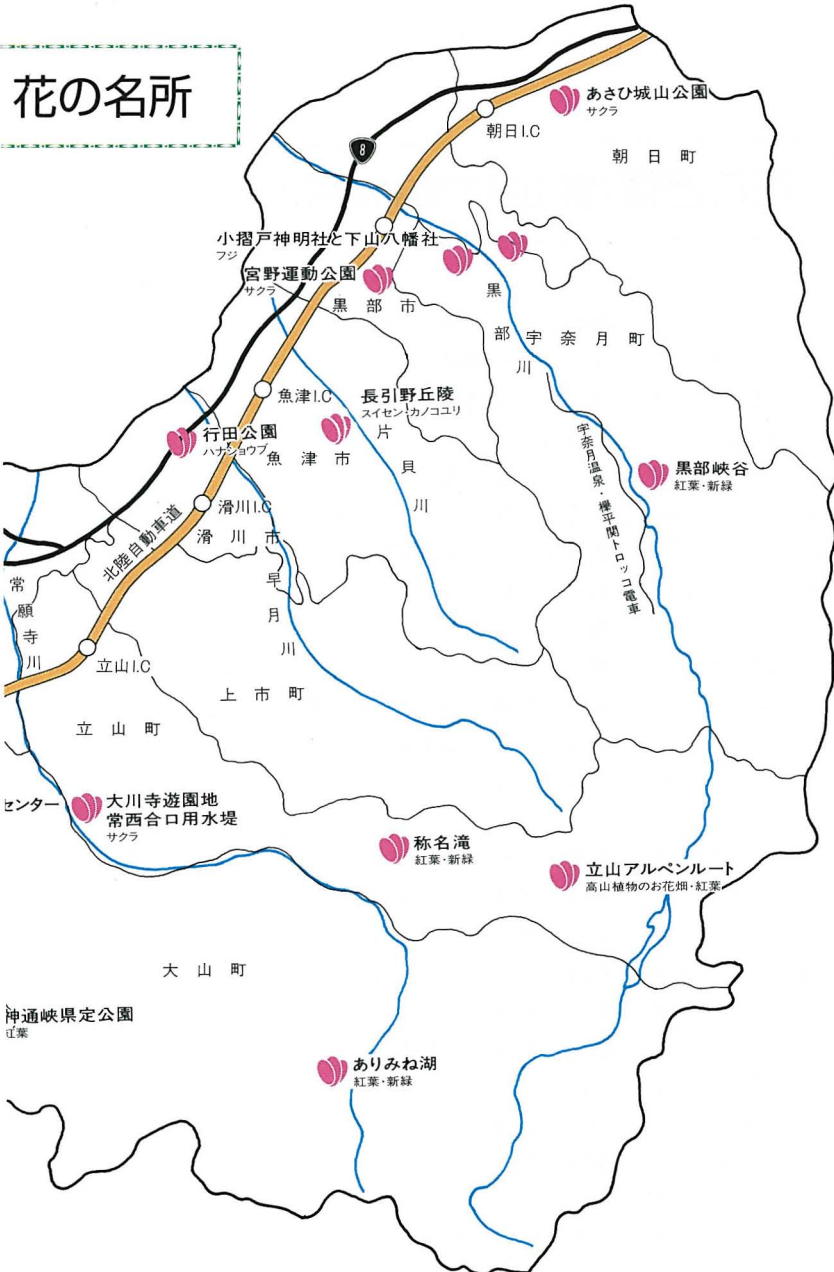 花の名所
あさひ城山公園
サクラ
朝日I.C
朝日町
8
小摺戸神明社と下山八幡社
フジ
宮野運動公園
サクラ
黒部市
黒部川
宇奈月町
魚津I.C
長引野丘陵
スイセン・カノコユリ
行田公園
ハナショウブ
魚津市
片貝川
宇奈月温泉・欅平間トロッコ電車
黒部峡谷
紅葉・新緑
滑川I.C
北陸自動車道
滑川市
早月川
常願寺川
立山I.C
上市町
立山町
センター
大川寺遊園地
常西合口用水堤
サクラ
称名滝
紅葉・新緑
立山アルペンルート
高山植物のお花畑・紅葉
大山町
神通峡県定公園
紅葉
ありみね湖
紅葉・新緑